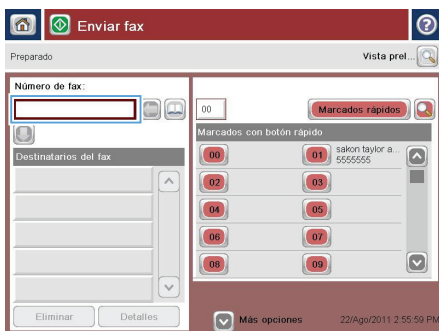 Enviar fax
Preparado
Vista prel...
Número de fax:
00
Marcados rápidos
Marcados con botón rápido
Destinatarios del fax
00
01 sakon taylor a...
5555555
02
03
04
05
06
07
08
09
Eliminar
Detalles
Más opciones
22/Ago/2011 2:55:59 PM